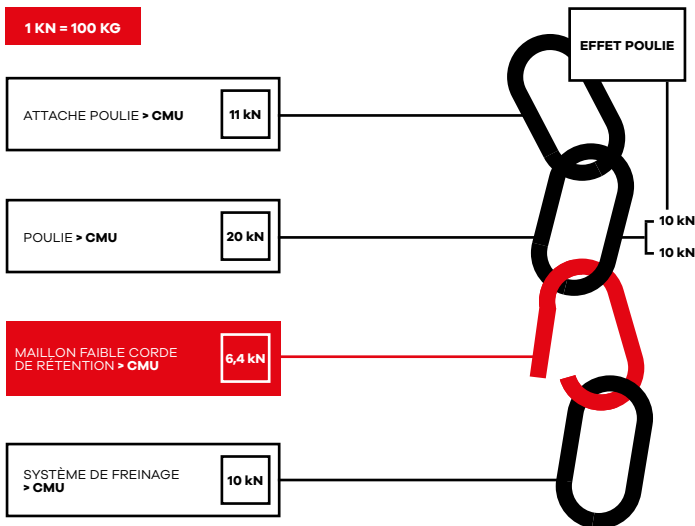 1 KN = 100 KG
EFFET POULIE
ATTACHE POULIE > CMU
11 kN
POULIE > CMU
20 kN
10 kN
10 kN
MAILLON FAIBLE CORDE
DE RÉTENTION > CMU
6,4 kN
SYSTÈME DE FREINAGE
> CMU
10 kN